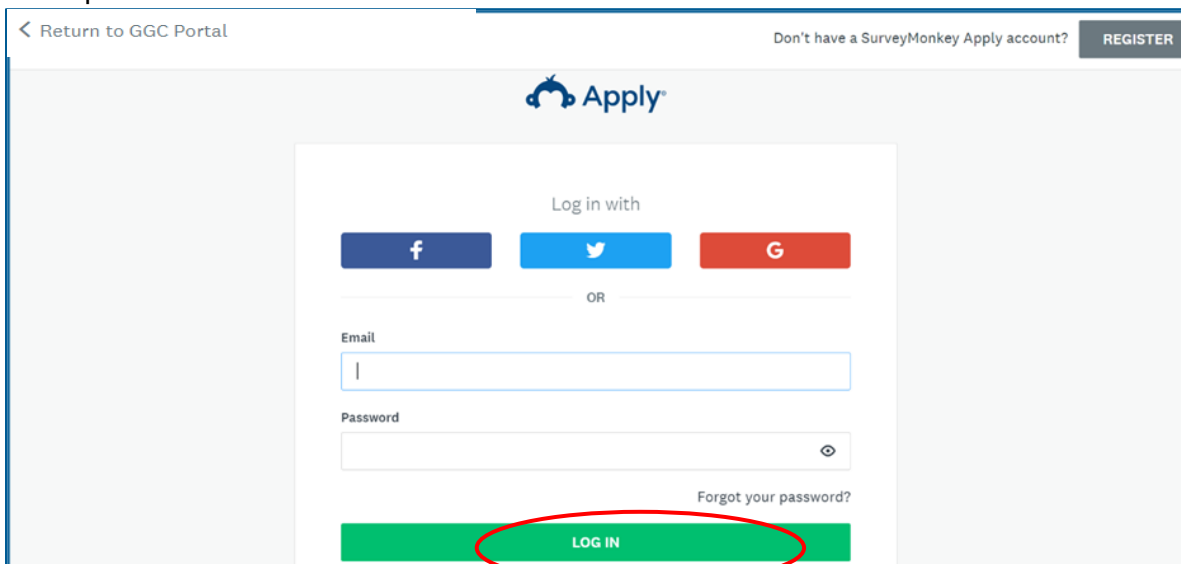 Return to GGC Portal
Don't have a SurveyMonkey Apply account?
REGISTER
Apply
Log in with
f
G
OR
Email
Password
Forgot your password?
LOG IN